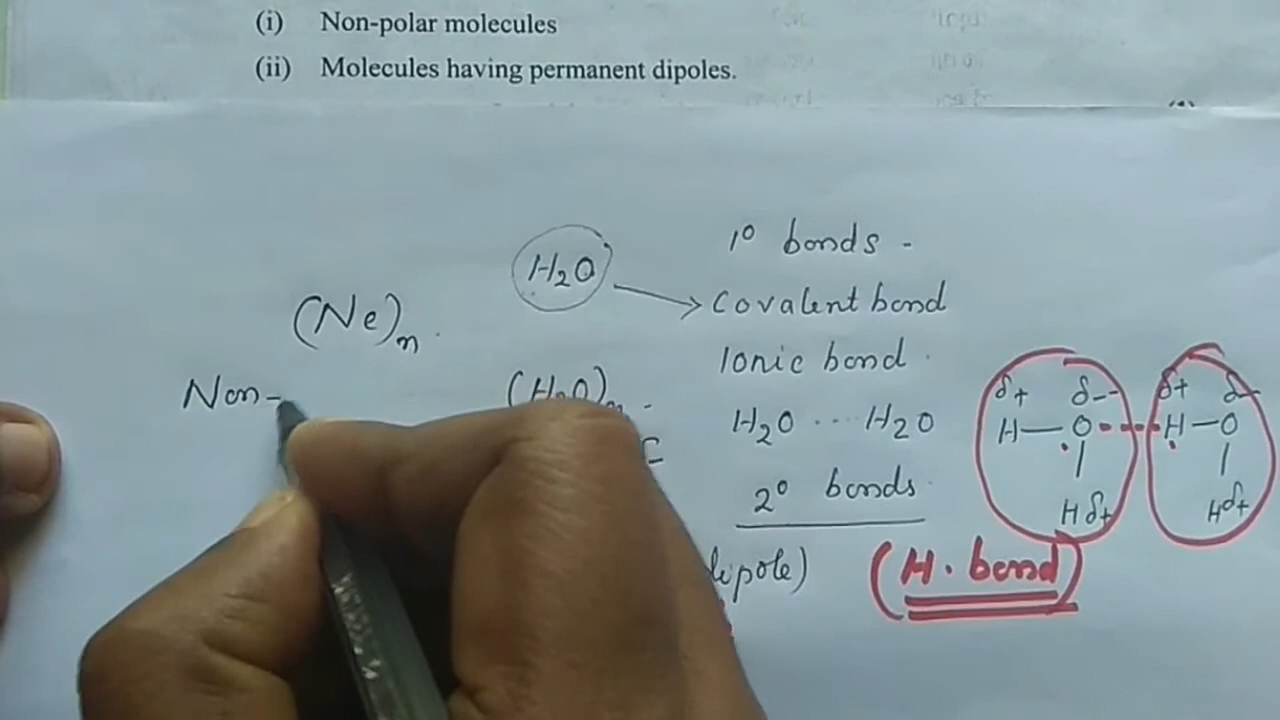 (i) Non-polar molecules
(ii) Molecules having permanent dipoles.
1° bonds -
H2O
Covalent bond
(Ne)n
Ionic bond
Non-
(H2O)n -
H2O ... H2O
2° bonds
(H. bond)
δ+ δ-- δ+ δ-
H—O---H—O
Hδ+ Hδ+